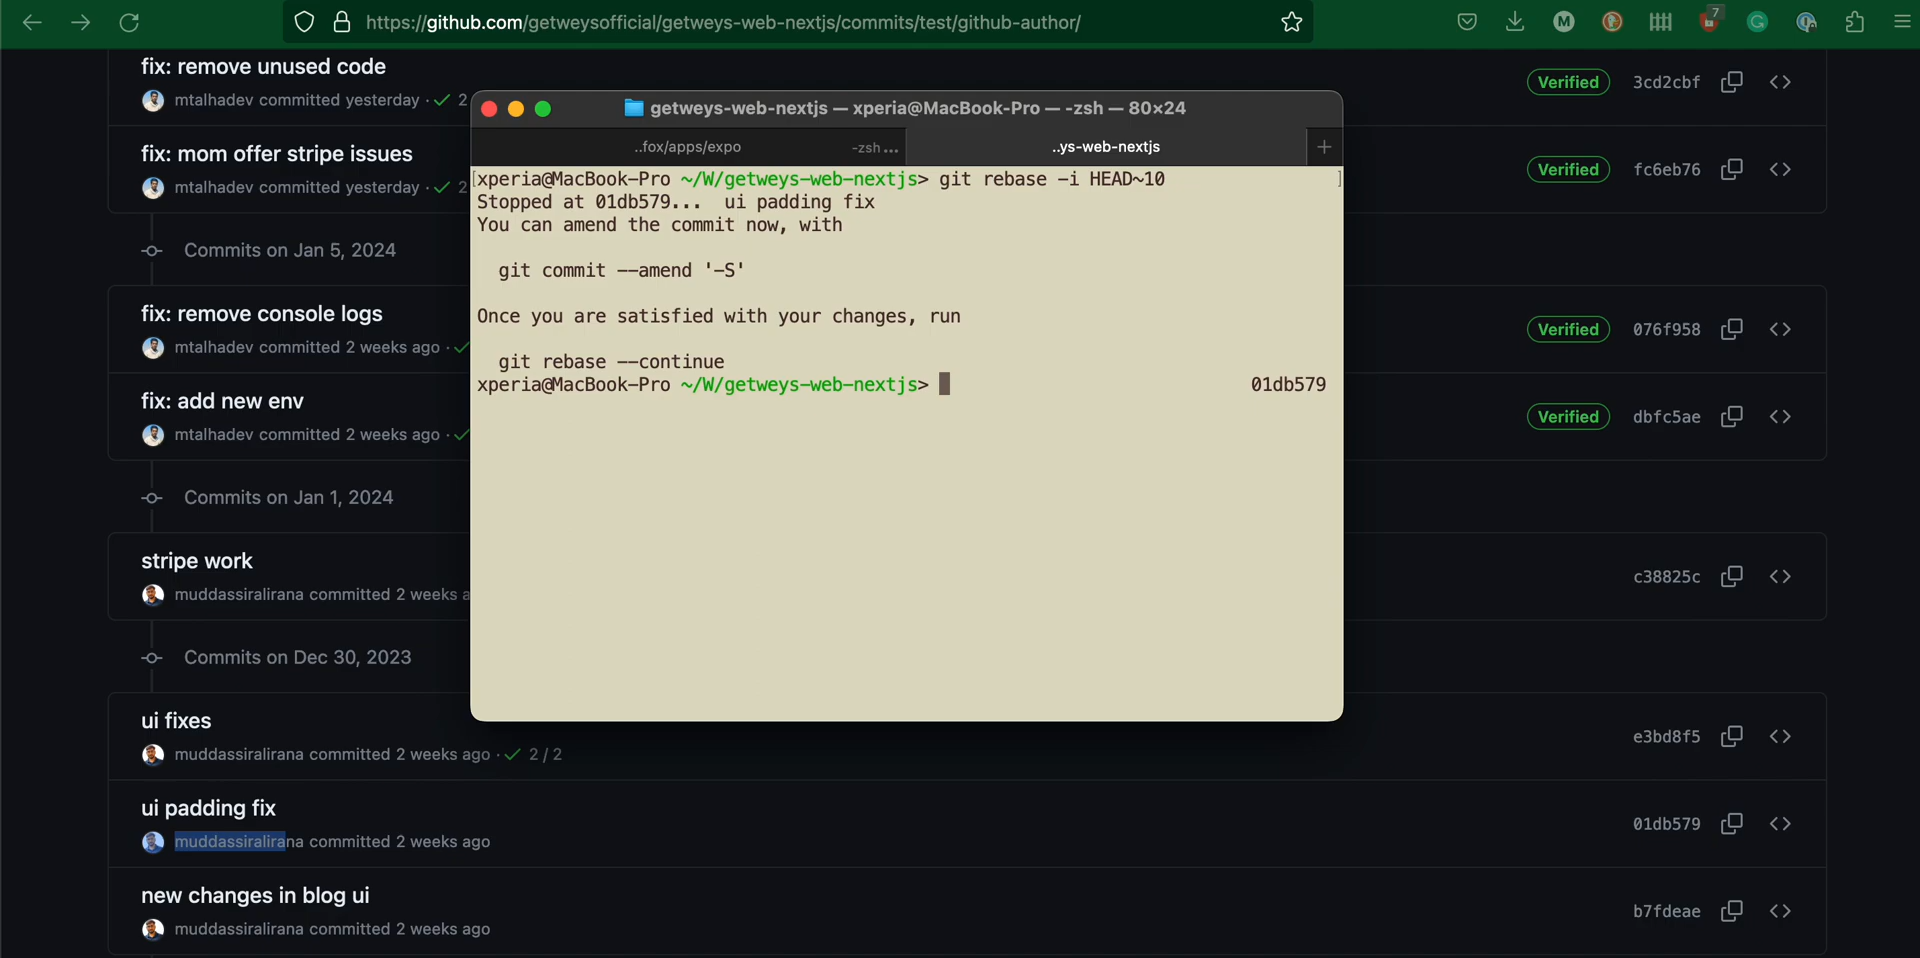 https://github.com/getweysofficial/getweys-web-nextjs/commits/test/github-author/
7
fix: remove unused code
mtalhadev committed yesterday · 2
Verified 3cd2cbf
fix: mom offer stripe issues
mtalhadev committed yesterday · 2
Verified fc6eb76
Commits on Jan 5, 2024
fix: remove console logs
mtalhadev committed 2 weeks ago ·
Verified 076f958
fix: add new env
mtalhadev committed 2 weeks ago ·
Verified dbfc5ae
Commits on Jan 1, 2024
stripe work
muddassiralirana committed 2 weeks a
c38825c
Commits on Dec 30, 2023
ui fixes
muddassiralirana committed 2 weeks ago · 2 / 2
e3bd8f5
ui padding fix
muddassiralirana committed 2 weeks ago
01db579
new changes in blog ui
muddassiralirana committed 2 weeks ago
b7fdeae
getweys-web-nextjs — xperia@MacBook-Pro — -zsh — 80×24
..fox/apps/expo -zsh ...
..ys-web-nextjs
[xperia@MacBook-Pro ~/W/getweys-web-nextjs> git rebase -i HEAD~10 ]
Stopped at 01db579... ui padding fix
You can amend the commit now, with
git commit --amend '-S'
Once you are satisfied with your changes, run
git rebase --continue
xperia@MacBook-Pro ~/W/getweys-web-nextjs> 01db579